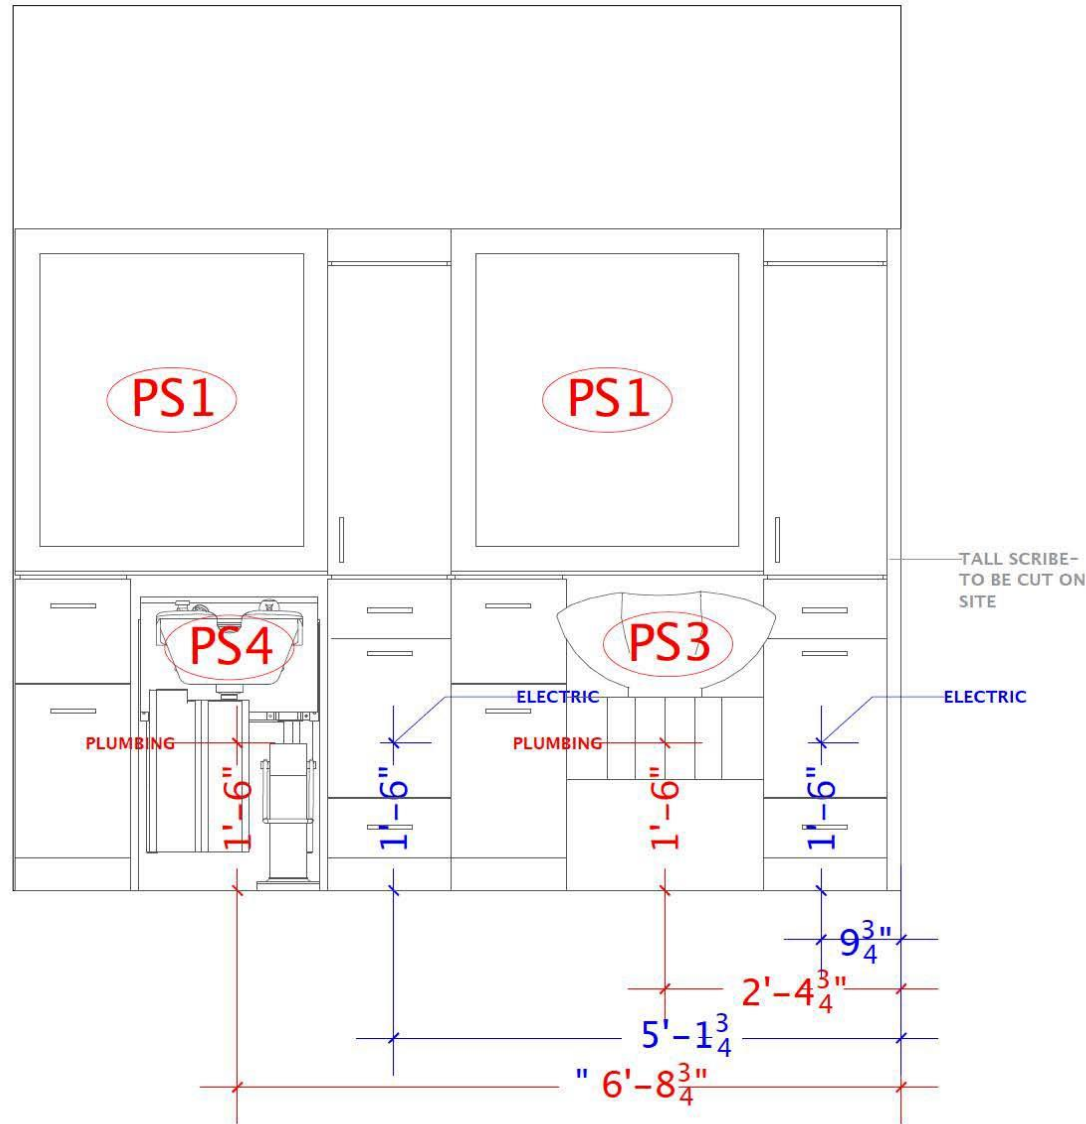 PS1
PS1
TALL SCRIBE-
TO BE CUT ON
SITE
PS4
PS3
ELECTRIC
ELECTRIC
PLUMBING
PLUMBING
1'-6"
1'-6"
1'-6"
1'-6"
9 3/4"
2'-4 3/4"
5'-1 3/4
" 6'-8 3/4"